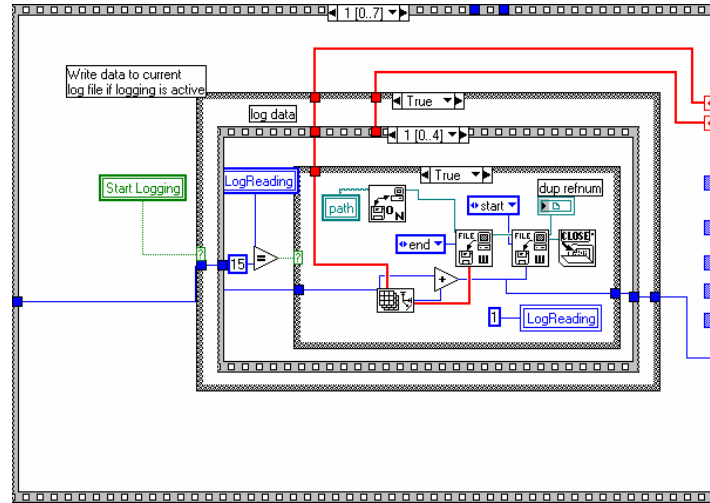 1 [0..7]
Write data to current
log file if logging is active
True
log data
1 [0..4]
True
LogReading
Start Logging
path
O
N
start
dup refnum
FILE
FILE
CLOSE
end
15
=
?
?
W
W
+
1
LogReading